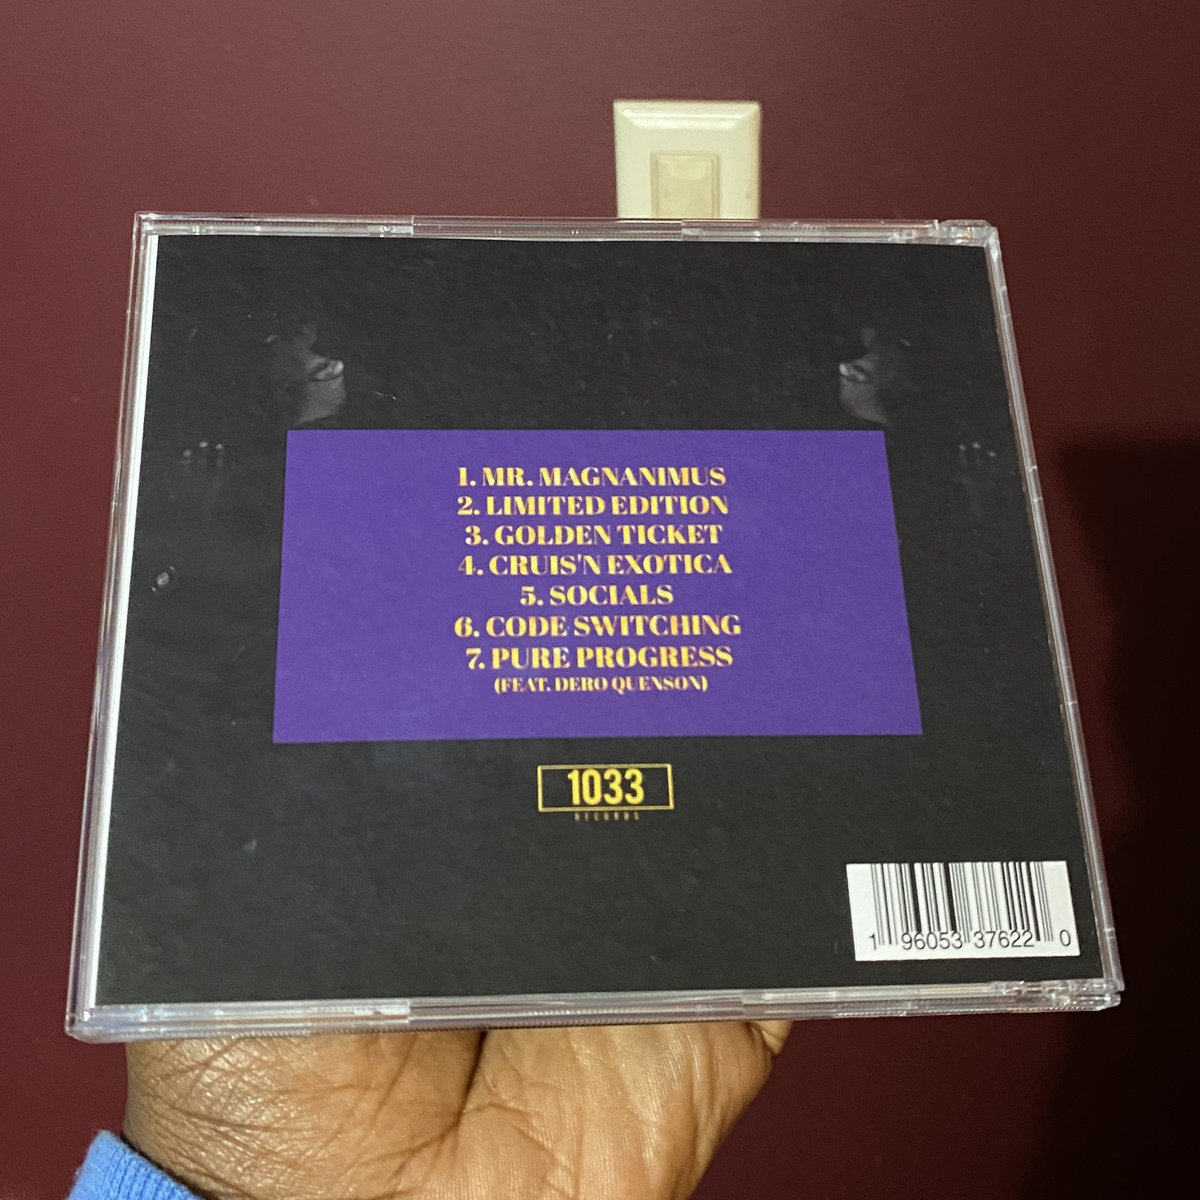 1. MR. MAGNANIMUS
2. LIMITED EDITION
3. GOLDEN TICKET
4. CRUIS'N EXOTICA
5. SOCIALS
6. CODE SWITCHING
7. PURE PROGRESS
(FEAT. DERO QUENSON)
1033
RECORDS
1 96053 37622 0